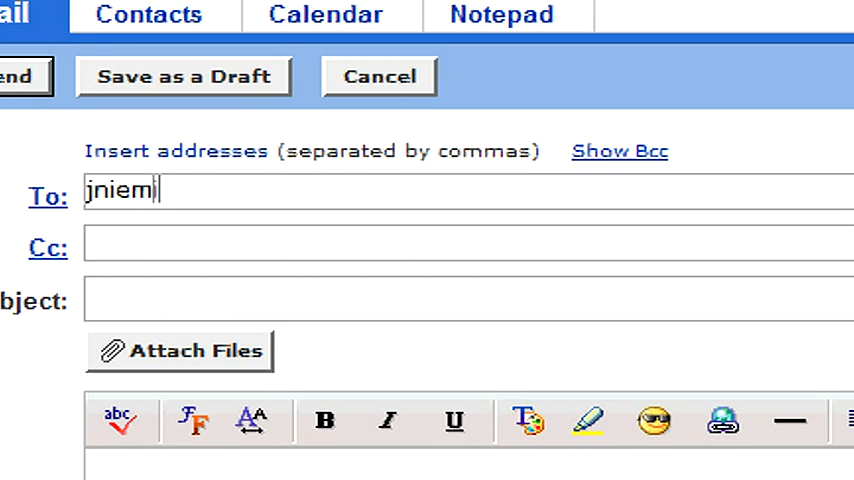 ail Contacts Calendar Notepad
end Save as a Draft Cancel
Insert addresses (separated by commas) Show Bcc
To: jniemi
Cc:
bject:
Attach Files
abc F F A A B I U T